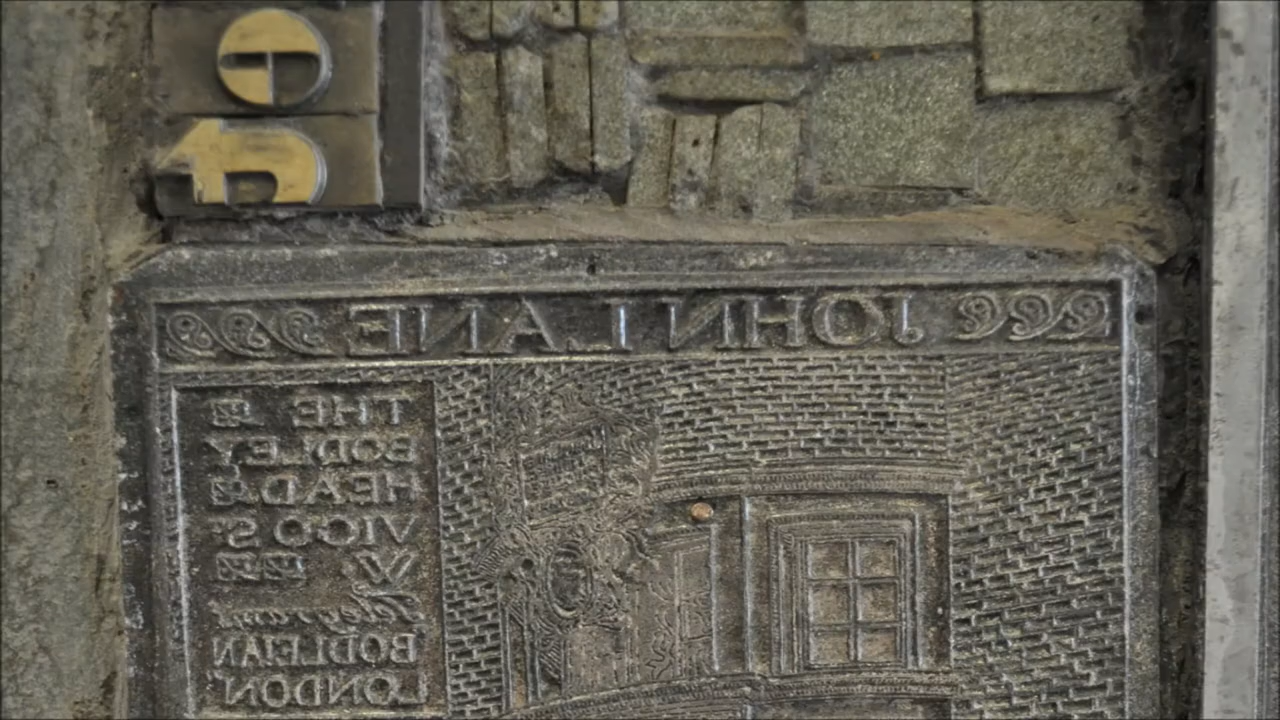 JOHN LANE
THE
BODLEY
HEAD
VIGO ST
W
Telegrams
BODLEIAN
LONDON